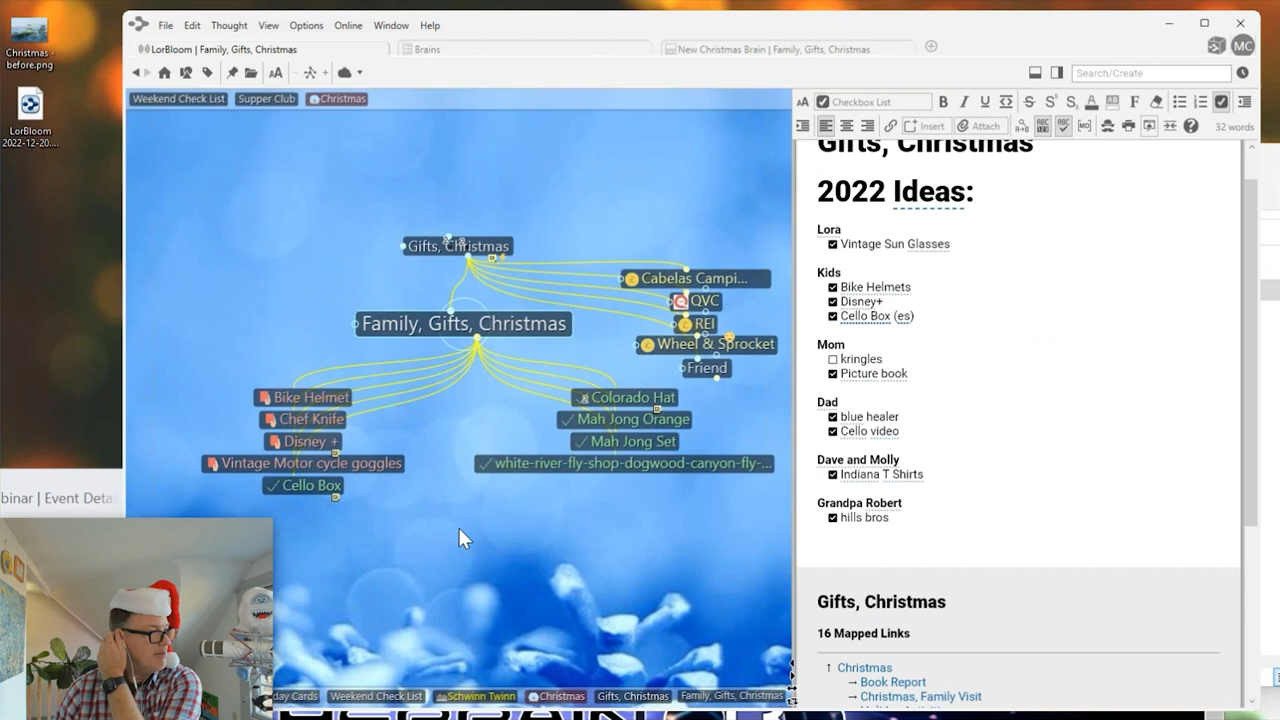 Christmas -
before.png
LorBloom
2022-12-20....
File Edit Thought View Options Online Window Help
LorBloom | Family, Gifts, Christmas
Brains
New Christmas Brain | Family, Gifts, Christmas
MC
Search/Create
Weekend Check List
Supper Club
Christmas
Checkbox List
Insert
Attach
32 words
Gifts, Christmas
Family, Gifts, Christmas
Cabelas Campi...
QVC
REI
Wheel & Sprocket
Friend
Bike Helmet
Chef Knife
Disney +
Vintage Motor cycle goggles
Cello Box
Colorado Hat
Mah Jong Orange
Mah Jong Set
white-river-fly-shop-dogwood-canyon-fly-...
Gifts, Christmas
2022 Ideas:
Lora
Vintage Sun Glasses
Kids
Bike Helmets
Disney+
Cello Box (es)
Mom
kringles
Picture book
Dad
blue healer
Cello video
Dave and Molly
Indiana T Shirts
Grandpa Robert
hills bros
Gifts, Christmas
16 Mapped Links
↑ Christmas
→ Book Report
→ Christmas, Family Visit
binar | Event Detai
day Cards
Weekend Check List
Schwinn Twinn
Christmas
Gifts, Christmas
Family, Gifts, Christmas